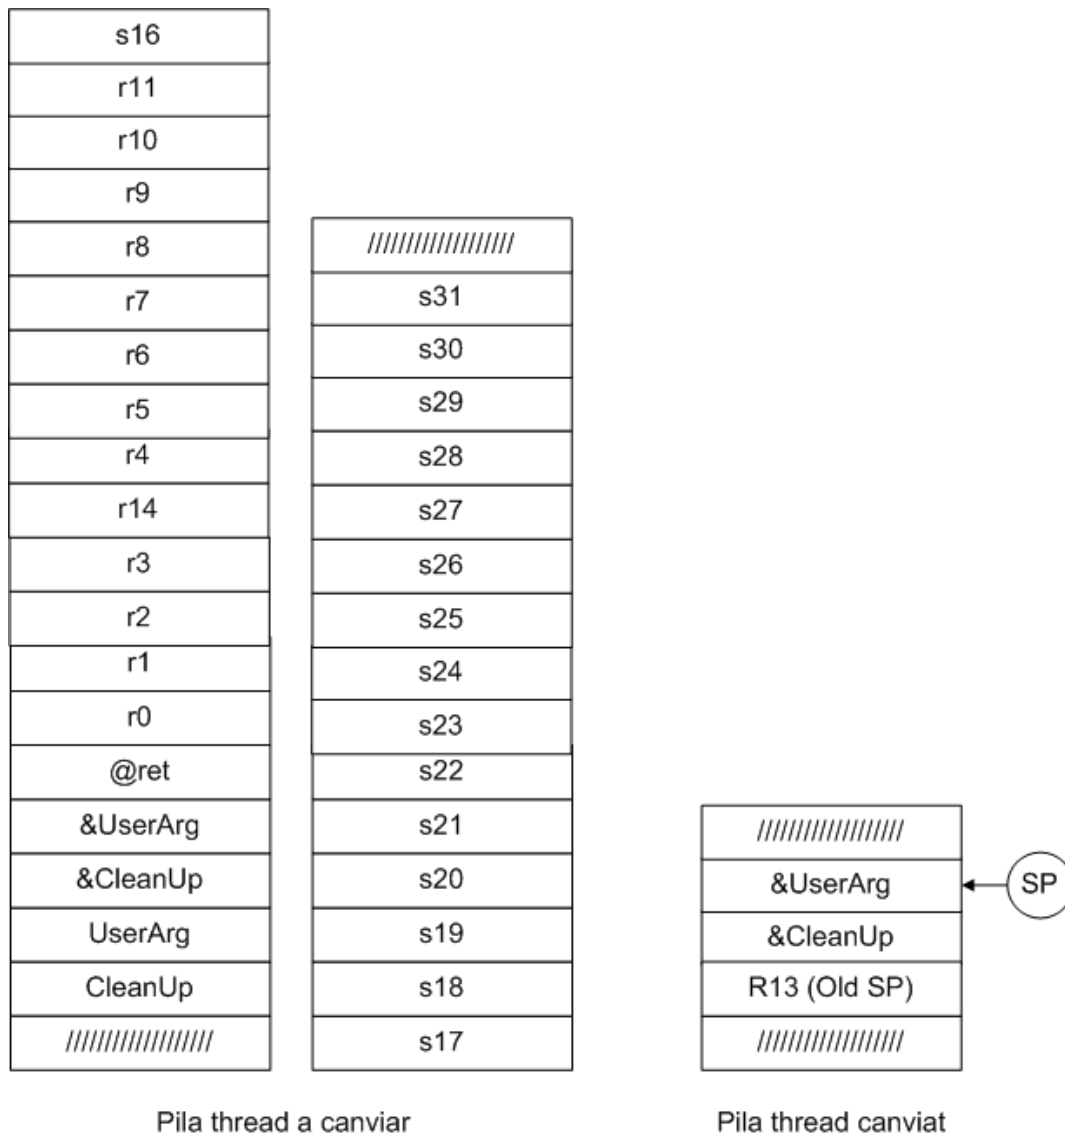 s16
r11
r10
r9
r8
r7
r6
r5
r4
r14
r3
r2
r1
r0
@ret
&UserArg
&CleanUp
UserArg
CleanUp
///////////////////
///////////////////
s31
s30
s29
s28
s27
s26
s25
s24
s23
s22
s21
s20
s19
s18
s17
///////////////////
&UserArg
SP
&CleanUp
R13 (Old SP)
///////////////////
Pila thread a canviar
Pila thread canviat